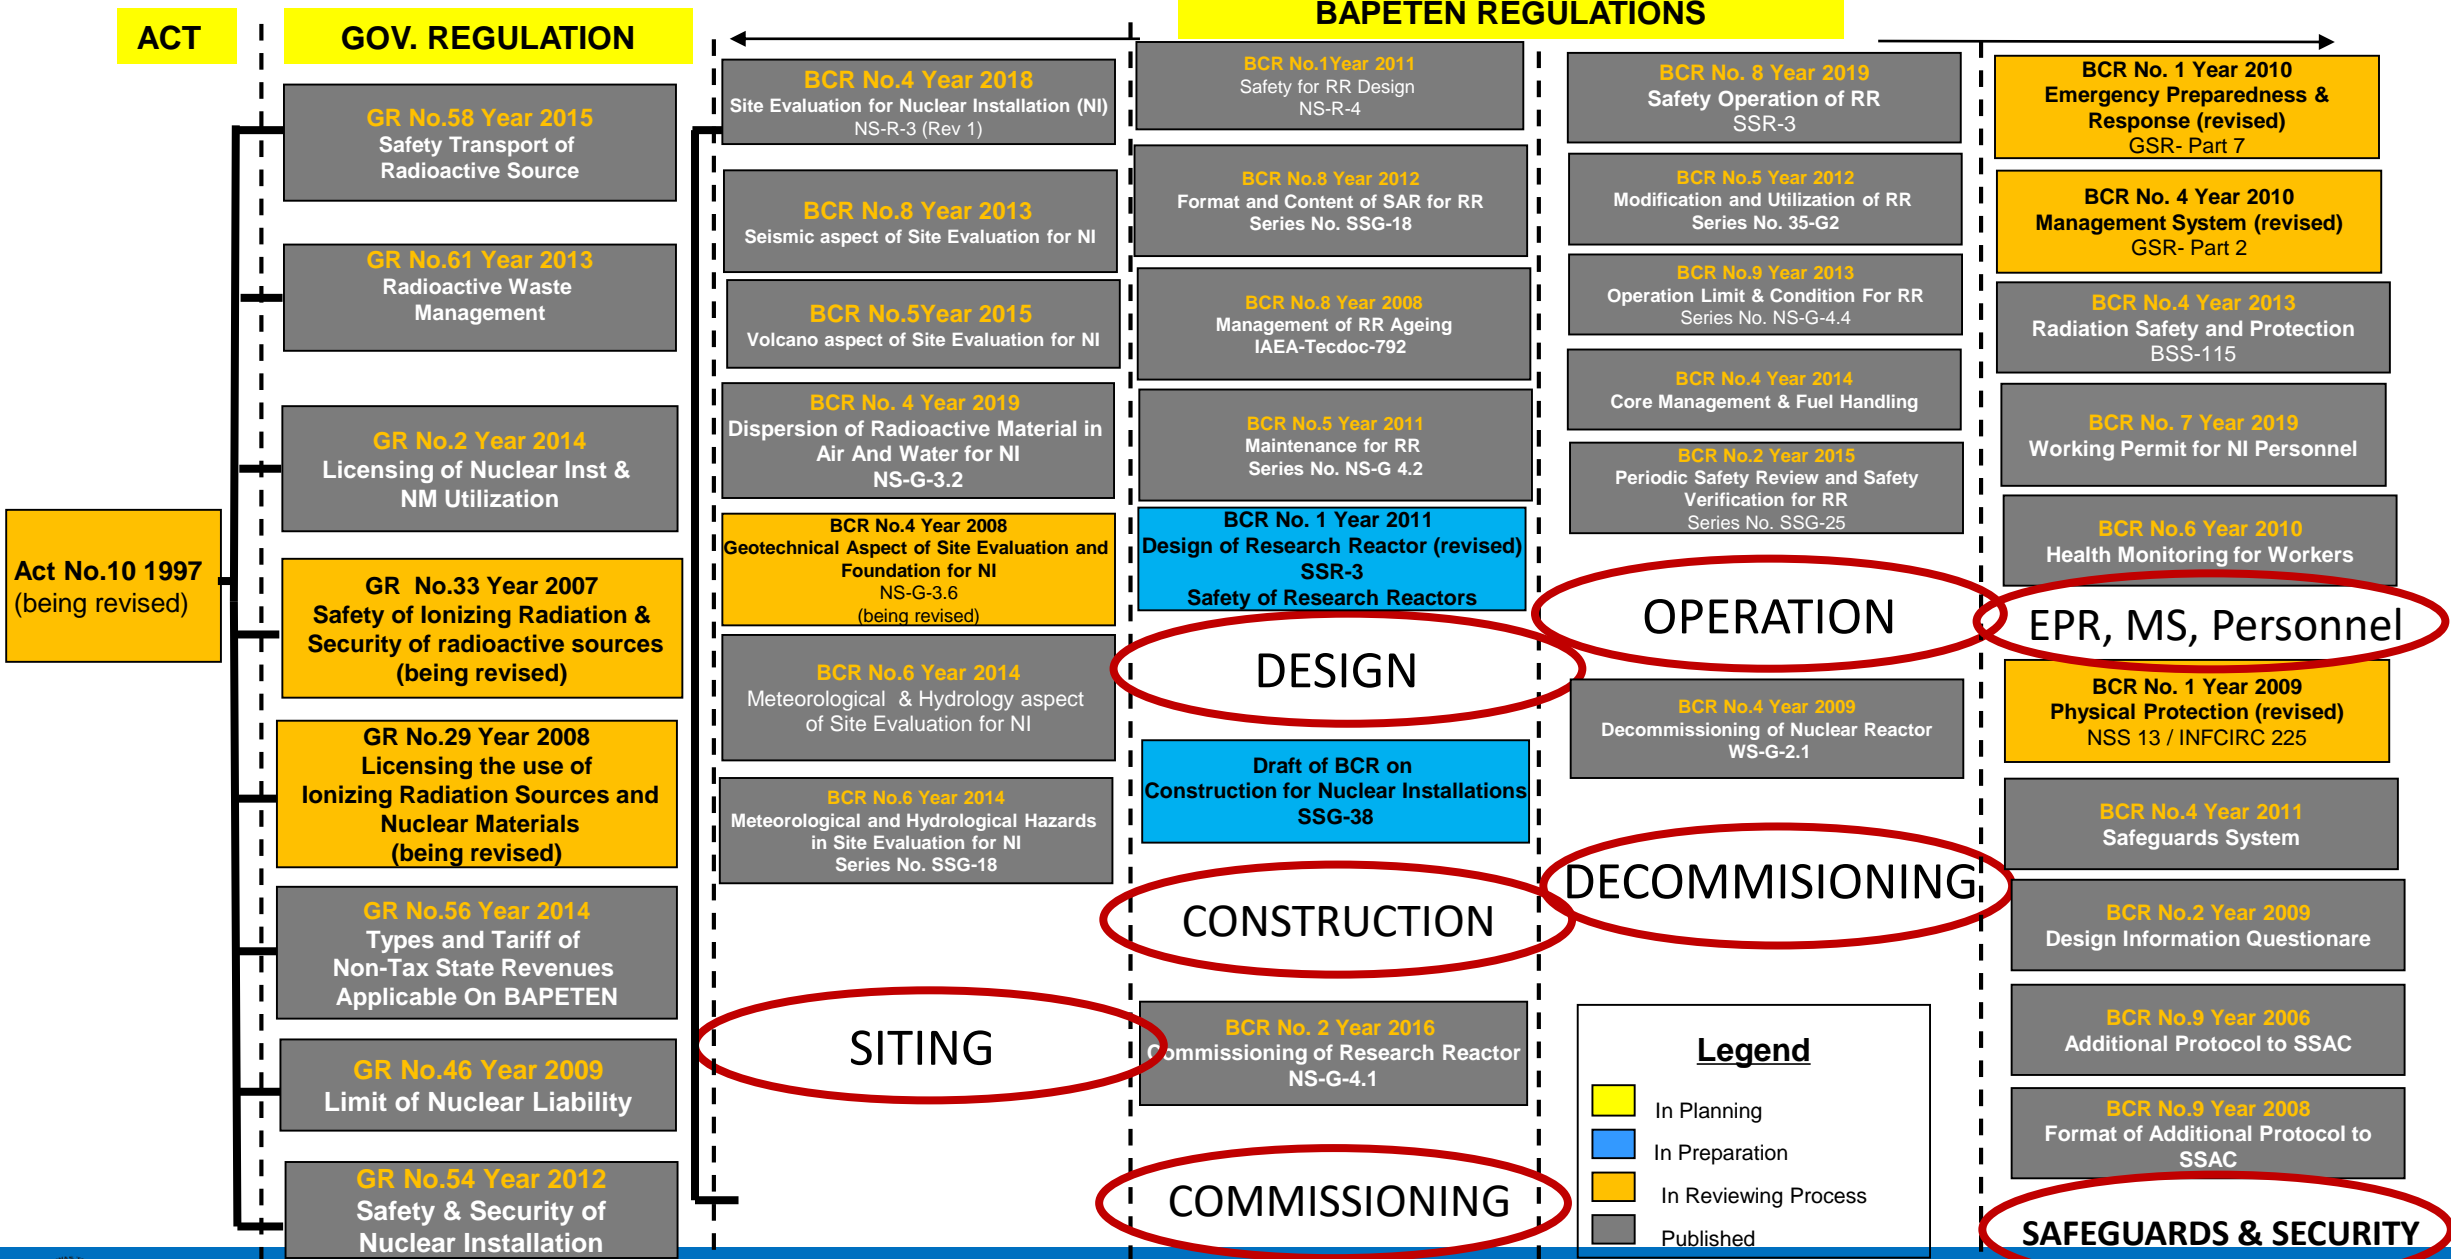 ACT
GOV. REGULATION
BAPETEN REGULATIONS
Act No.10 1997
(being revised)
GR No.58 Year 2015
Safety Transport of
Radioactive Source
GR No.61 Year 2013
Radioactive Waste
Management
GR No.2 Year 2014
Licensing of Nuclear Inst &
NM Utilization
GR No.33 Year 2007
Safety of Ionizing Radiation &
Security of radioactive sources
(being revised)
GR No.29 Year 2008
Licensing the use of
Ionizing Radiation Sources and
Nuclear Materials
(being revised)
GR No.56 Year 2014
Types and Tariff of
Non-Tax State Revenues
Applicable On BAPETEN
GR No.46 Year 2009
Limit of Nuclear Liability
GR No.54 Year 2012
Safety & Security of
Nuclear Installation
BCR No.4 Year 2018
Site Evaluation for Nuclear Installation (NI)
NS-R-3 (Rev 1)
BCR No.8 Year 2013
Seismic aspect of Site Evaluation for NI
BCR No.5Year 2015
Volcano aspect of Site Evaluation for NI
BCR No. 4 Year 2019
Dispersion of Radioactive Material in
Air And Water for NI
NS-G-3.2
BCR No.4 Year 2008
Geotechnical Aspect of Site Evaluation and
Foundation for NI
NS-G-3.6
(being revised)
BCR No.6 Year 2014
Meteorological & Hydrology aspect
of Site Evaluation for NI
BCR No.6 Year 2014
Meteorological and Hydrological Hazards
in Site Evaluation for NI
Series No. SSG-18
SITING
BCR No.1Year 2011
Safety for RR Design
NS-R-4
BCR No.8 Year 2012
Format and Content of SAR for RR
Series No. SSG-18
BCR No.8 Year 2008
Management of RR Ageing
IAEA-Tecdoc-792
BCR No.5 Year 2011
Maintenance for RR
Series No. NS-G 4.2
BCR No. 1 Year 2011
Design of Research Reactor (revised)
SSR-3
Safety of Research Reactors
DESIGN
Draft of BCR on
Construction for Nuclear Installations
SSG-38
CONSTRUCTION
BCR No. 2 Year 2016
Commissioning of Research Reactor
NS-G-4.1
COMMISSIONING
BCR No. 8 Year 2019
Safety Operation of RR
SSR-3
BCR No.5 Year 2012
Modification and Utilization of RR
Series No. 35-G2
BCR No.9 Year 2013
Operation Limit & Condition For RR
Series No. NS-G-4.4
BCR No.4 Year 2014
Core Management & Fuel Handling
BCR No.2 Year 2015
Periodic Safety Review and Safety
Verification for RR
Series No. SSG-25
OPERATION
BCR No.4 Year 2009
Decommissioning of Nuclear Reactor
WS-G-2.1
DECOMMISIONING
Legend
In Planning
In Preparation
In Reviewing Process
Published
BCR No. 1 Year 2010
Emergency Preparedness &
Response (revised)
GSR- Part 7
BCR No. 4 Year 2010
Management System (revised)
GSR- Part 2
BCR No.4 Year 2013
Radiation Safety and Protection
BSS-115
BCR No. 7 Year 2019
Working Permit for NI Personnel
BCR No.6 Year 2010
Health Monitoring for Workers
EPR, MS, Personnel
BCR No. 1 Year 2009
Physical Protection (revised)
NSS 13 / INFCIRC 225
BCR No.4 Year 2011
Safeguards System
BCR No.2 Year 2009
Design Information Questionare
BCR No.9 Year 2006
Additional Protocol to SSAC
BCR No.9 Year 2008
Format of Additional Protocol to
SSAC
SAFEGUARDS & SECURITY